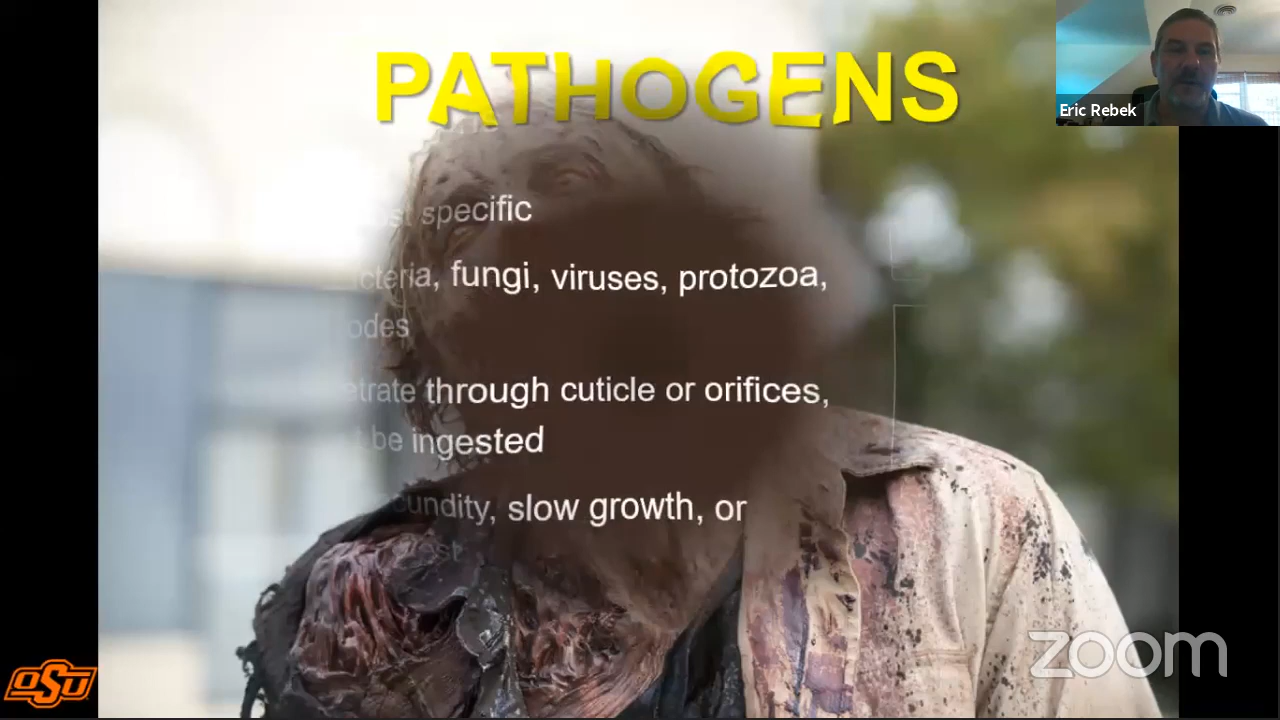 PATHOGENS
Eric Rebek
specific
fungi, viruses, protozoa,
through cuticle or orifices,
be ingested
slow growth, or
OSU
zoom